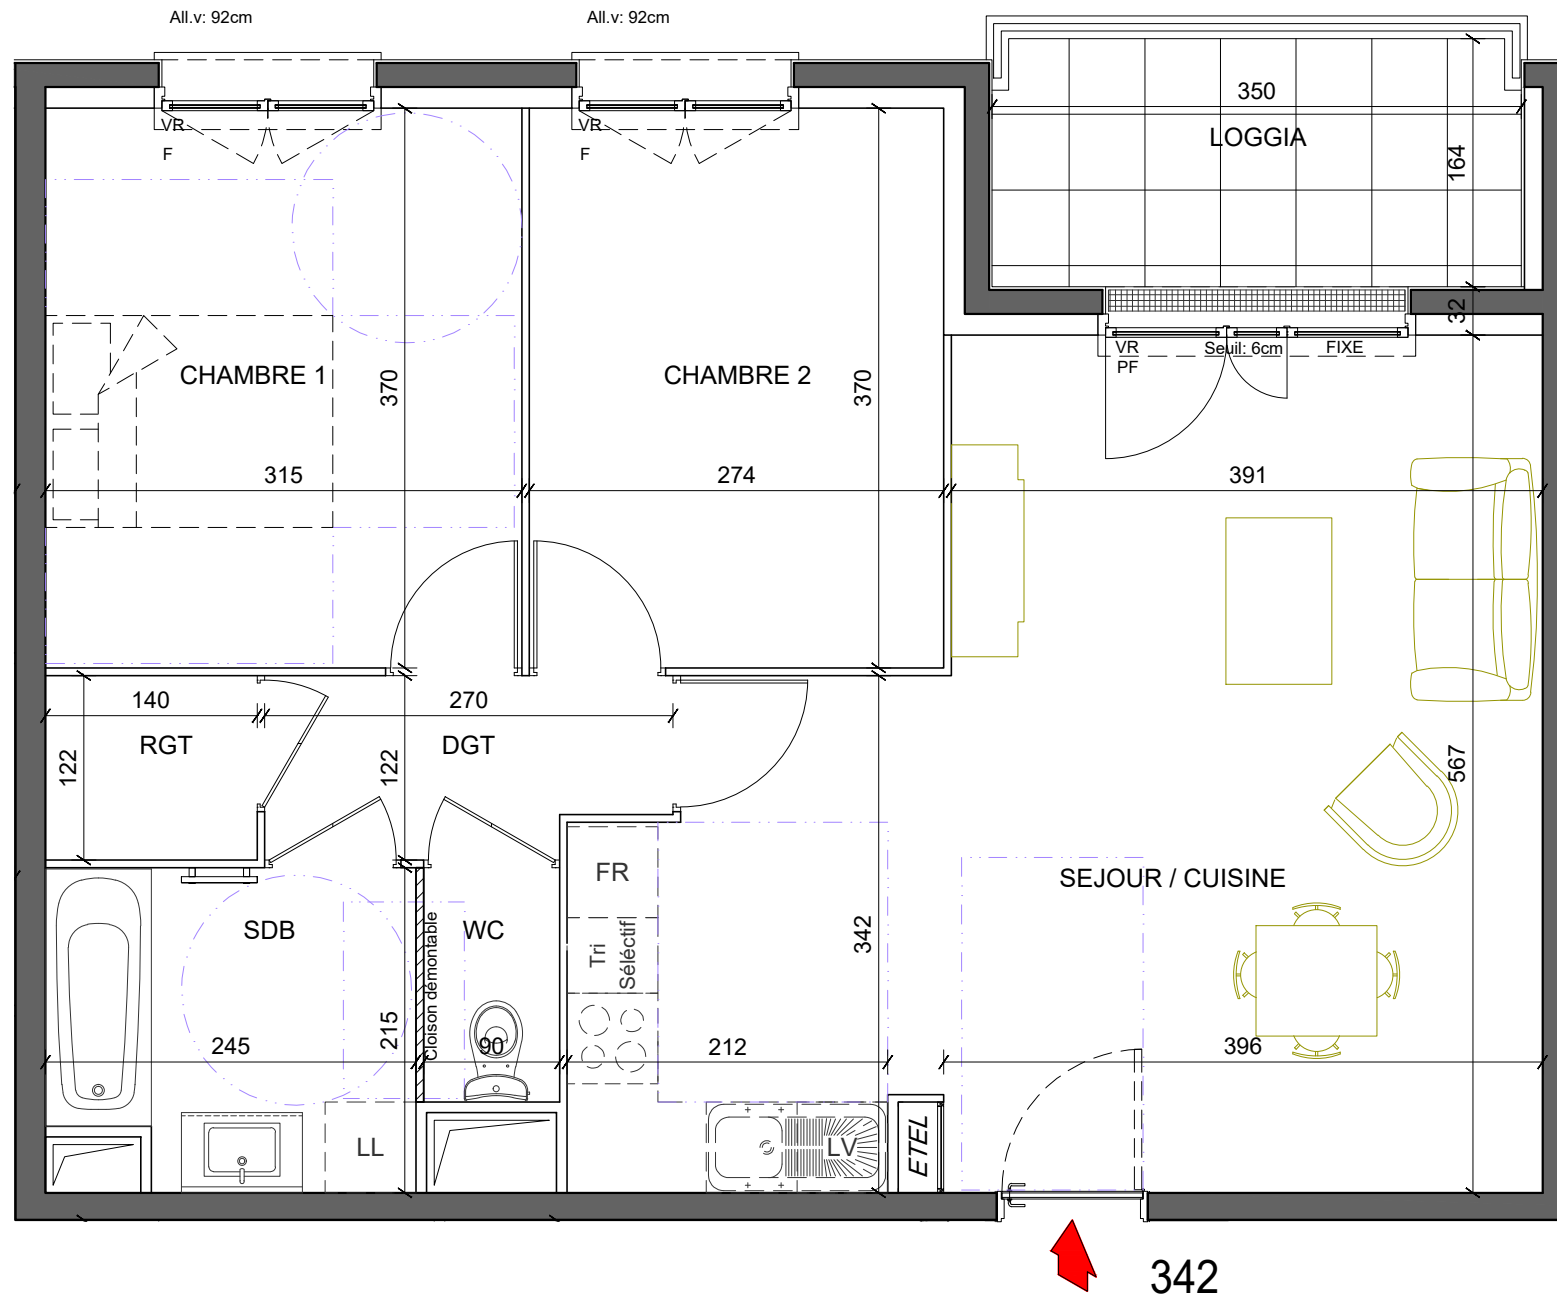 All.v: 92cm
All.v: 92cm
350
LOGGIA
164
VR
F
VR
F
32
VR
PF
Seuil: 6cm
FIXE
CHAMBRE 1
370
CHAMBRE 2
370
315
274
391
140
270
RGT
DGT
122
122
567
FR
SEJOUR / CUISINE
SDB
Cloison démontable
WC
Tri
Séléctif
342
215
245
90
212
396
LL
LV
ETEL
342